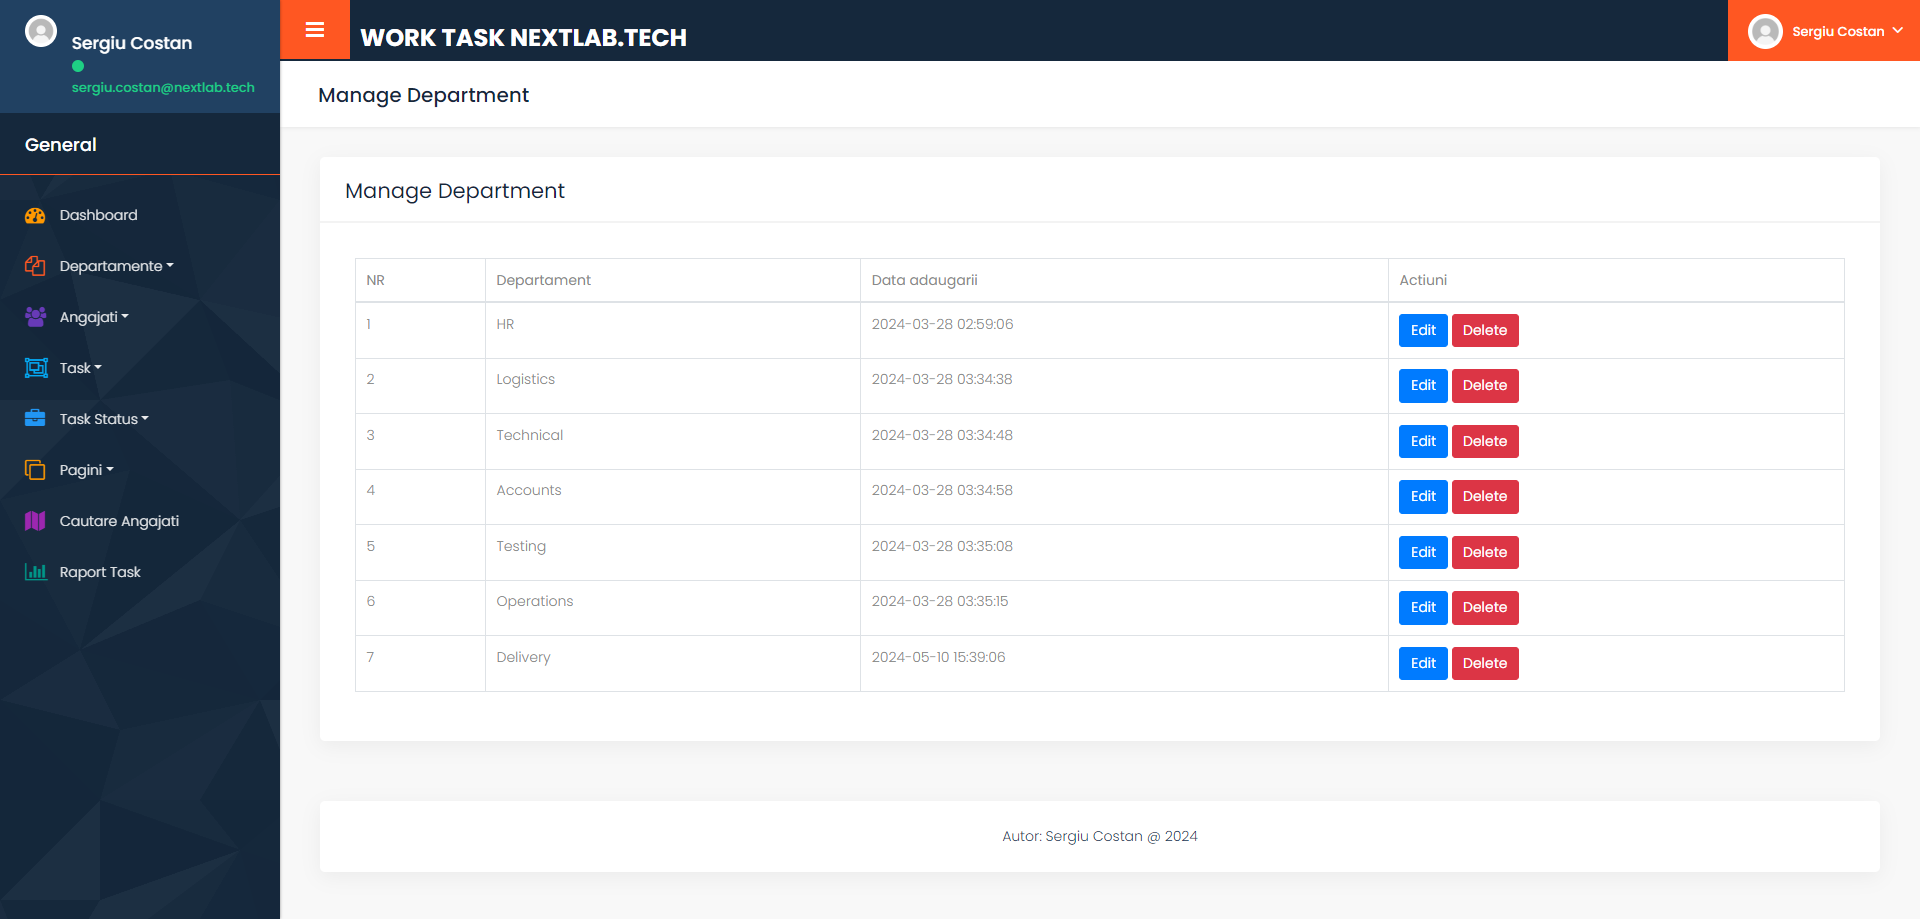 Sergiu Costan
sergiu.costan@nextlab.tech
WORK TASK NEXTLAB.TECH
Sergiu Costan
General
Dashboard
Departamente
Angajati
Task
Task Status
Pagini
Cautare Angajati
Raport Task
Manage Department
Manage Department
NR Departament Data adaugarii Actiuni
1 HR 2024-03-28 02:59:06 Edit Delete
2 Logistics 2024-03-28 03:34:38 Edit Delete
3 Technical 2024-03-28 03:34:48 Edit Delete
4 Accounts 2024-03-28 03:34:58 Edit Delete
5 Testing 2024-03-28 03:35:08 Edit Delete
6 Operations 2024-03-28 03:35:15 Edit Delete
7 Delivery 2024-05-10 15:39:06 Edit Delete
Autor: Sergiu Costan @ 2024